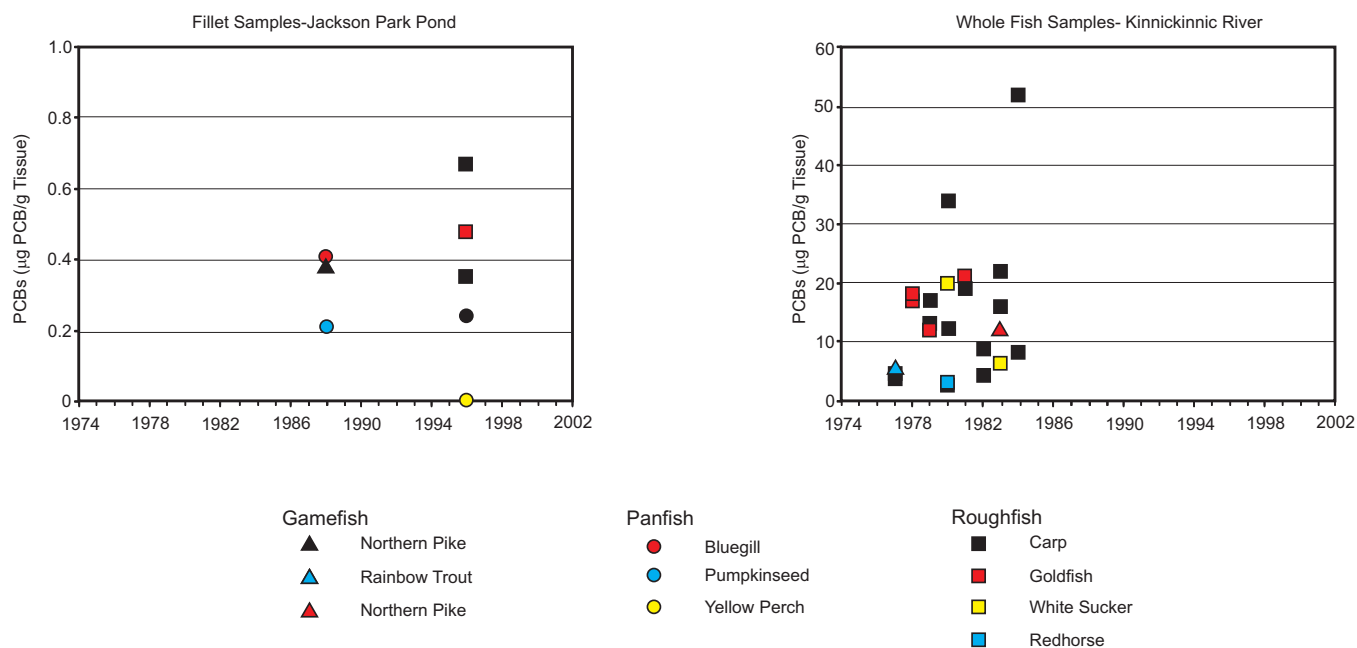 Fillet Samples-Jackson Park Pond
PCBs (µg PCB/g Tissue)
1.0
0.8
0.6
0.4
0.2
0
1974 1978 1982 1986 1990 1994 1998 2002
Whole Fish Samples- Kinnickinnic River
PCBs (µg PCB/g Tissue)
60
50
40
30
20
10
0
1974 1978 1982 1986 1990 1994 1998 2002
Gamefish
Northern Pike
Rainbow Trout
Northern Pike
Panfish
Bluegill
Pumpkinseed
Yellow Perch
Roughfish
Carp
Goldfish
White Sucker
Redhorse